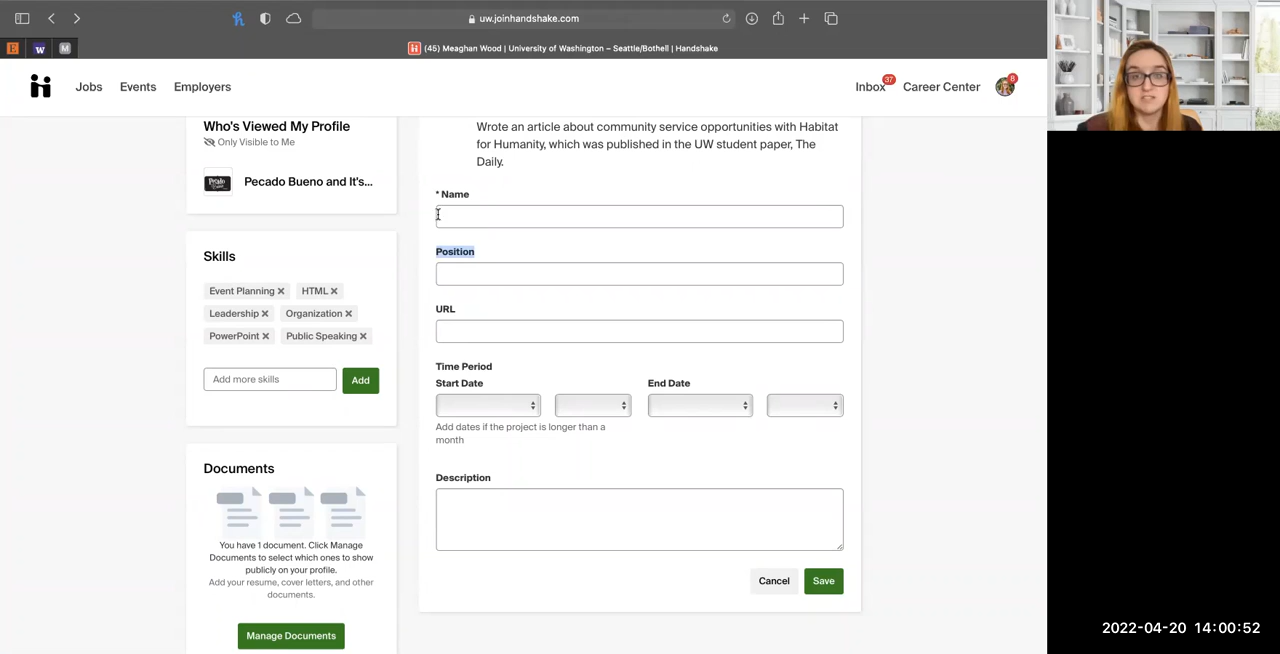 uw.joinhandshake.com
E
w
M
(45) Meaghan Wood | University of Washington – Seattle/Bothell | Handshake
Jobs
Events
Employers
Inbox
37
Career Center
8
Who's Viewed My Profile
Only Visible to Me
Pecado Bueno and It's...
Skills
Event Planning ×
HTML ×
Leadership ×
Organization ×
PowerPoint ×
Public Speaking ×
Add more skills
Add
Documents
You have 1 document. Click Manage
Documents to select which ones to show
publicly on your profile.
Add your resume, cover letters, and other
documents.
Manage Documents
Wrote an article about community service opportunities with Habitat
for Humanity, which was published in the UW student paper, The
Daily.
* Name
Position
URL
Time Period
Start Date
End Date
Add dates if the project is longer than a
month
Description
Cancel
Save
2022-04-20 14:00:52